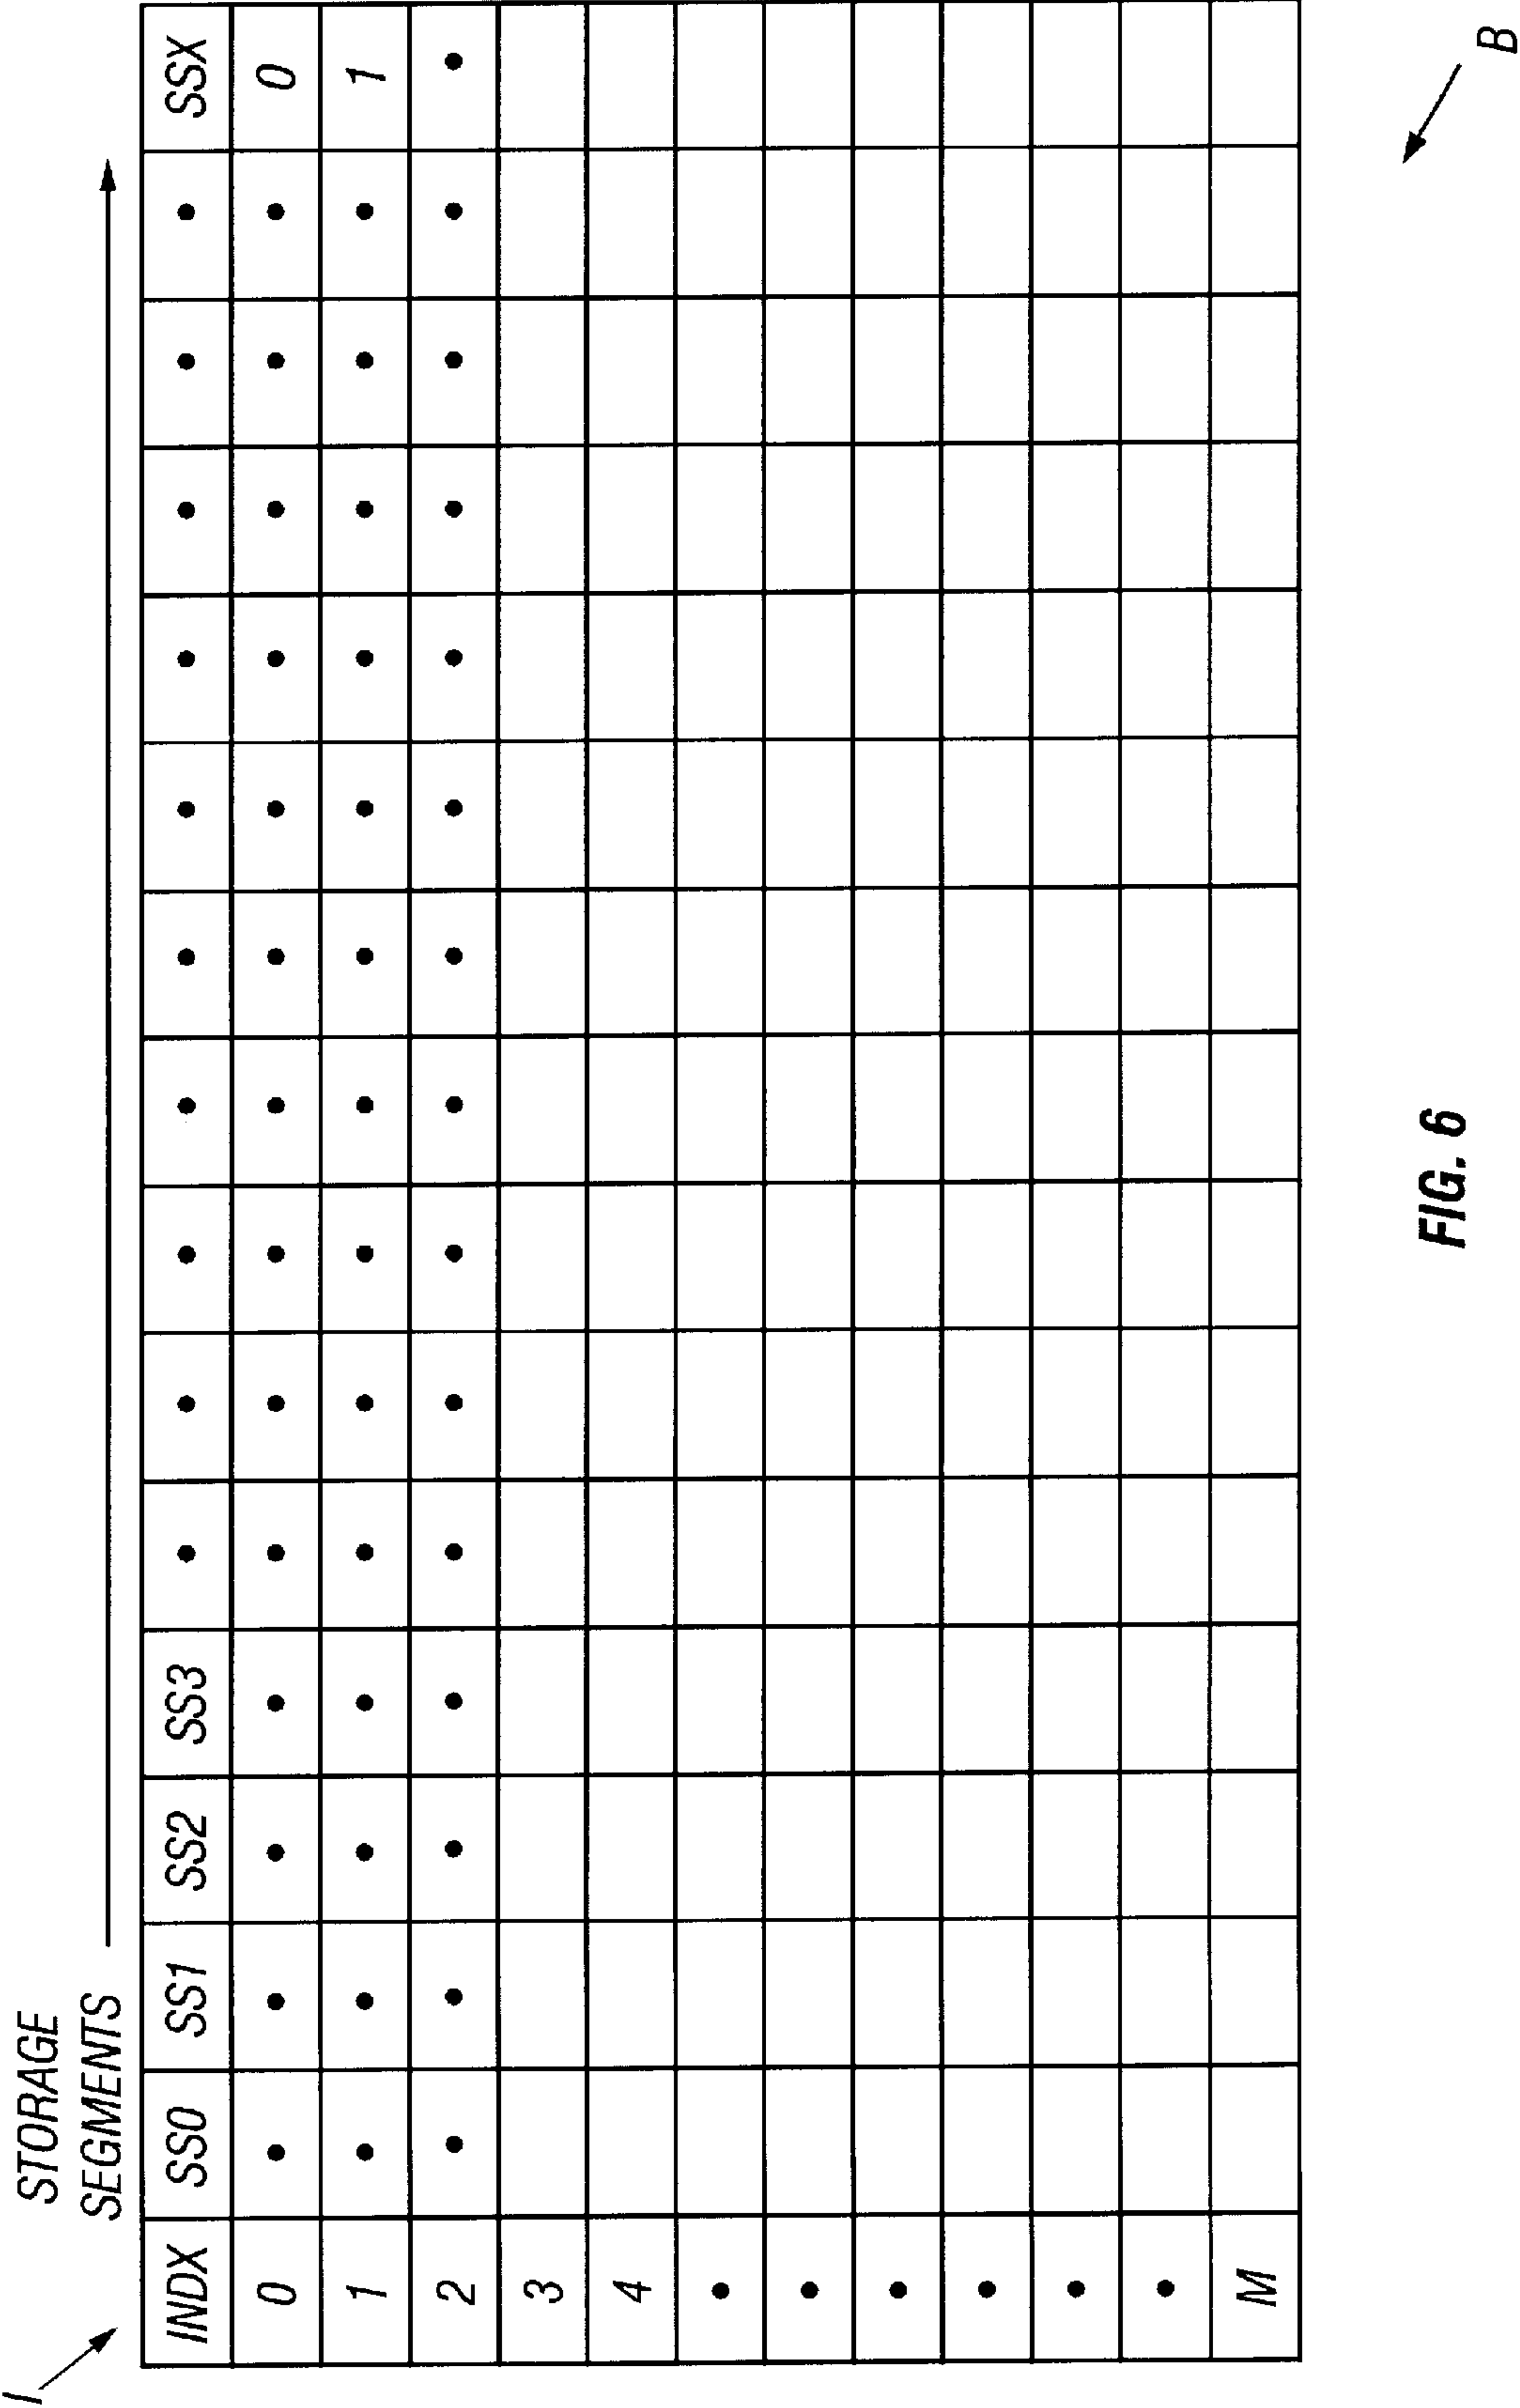 I
STORAGE
SEGMENTS
INDX SS0 SS1 SS2 SS3 • • • • • • • • • • SSX
0 • • • • • • • • • • • • • • 0
1 • • • • • • • • • • • • • • 1
2 • • • • • • • • • • • • • • •
3
4
•
•
•
•
•
•
M
B
FIG. 6